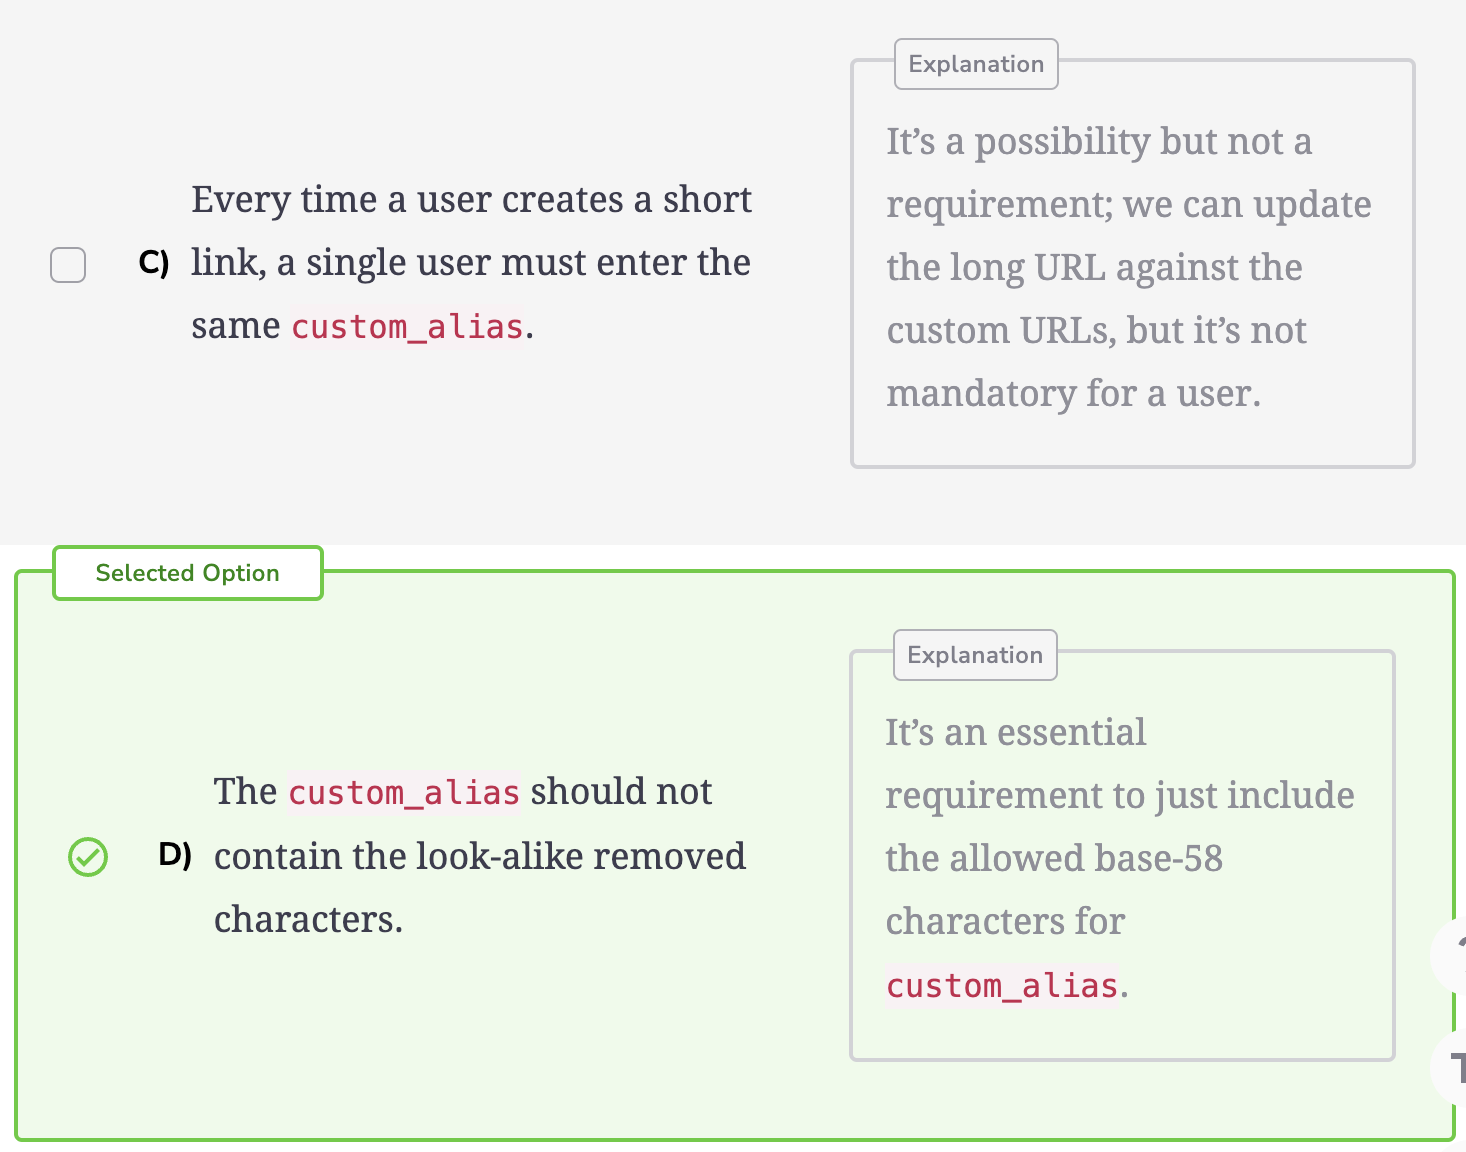 Explanation
It’s a possibility but not a
requirement; we can update
the long URL against the
custom URLs, but it’s not
mandatory for a user.
Every time a user creates a short
C) link, a single user must enter the
same custom_alias.
Selected Option
Explanation
It’s an essential
requirement to just include
the allowed base-58
characters for
custom_alias.
The custom_alias should not
D) contain the look-alike removed
characters.